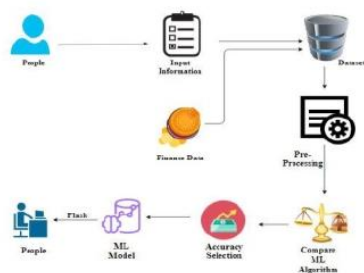 People
Input
Information
Dataset
Finance Data
Pre-
Processing
Flask
People
ML
Model
Accuracy
Selection
Compare
ML
Algorithm